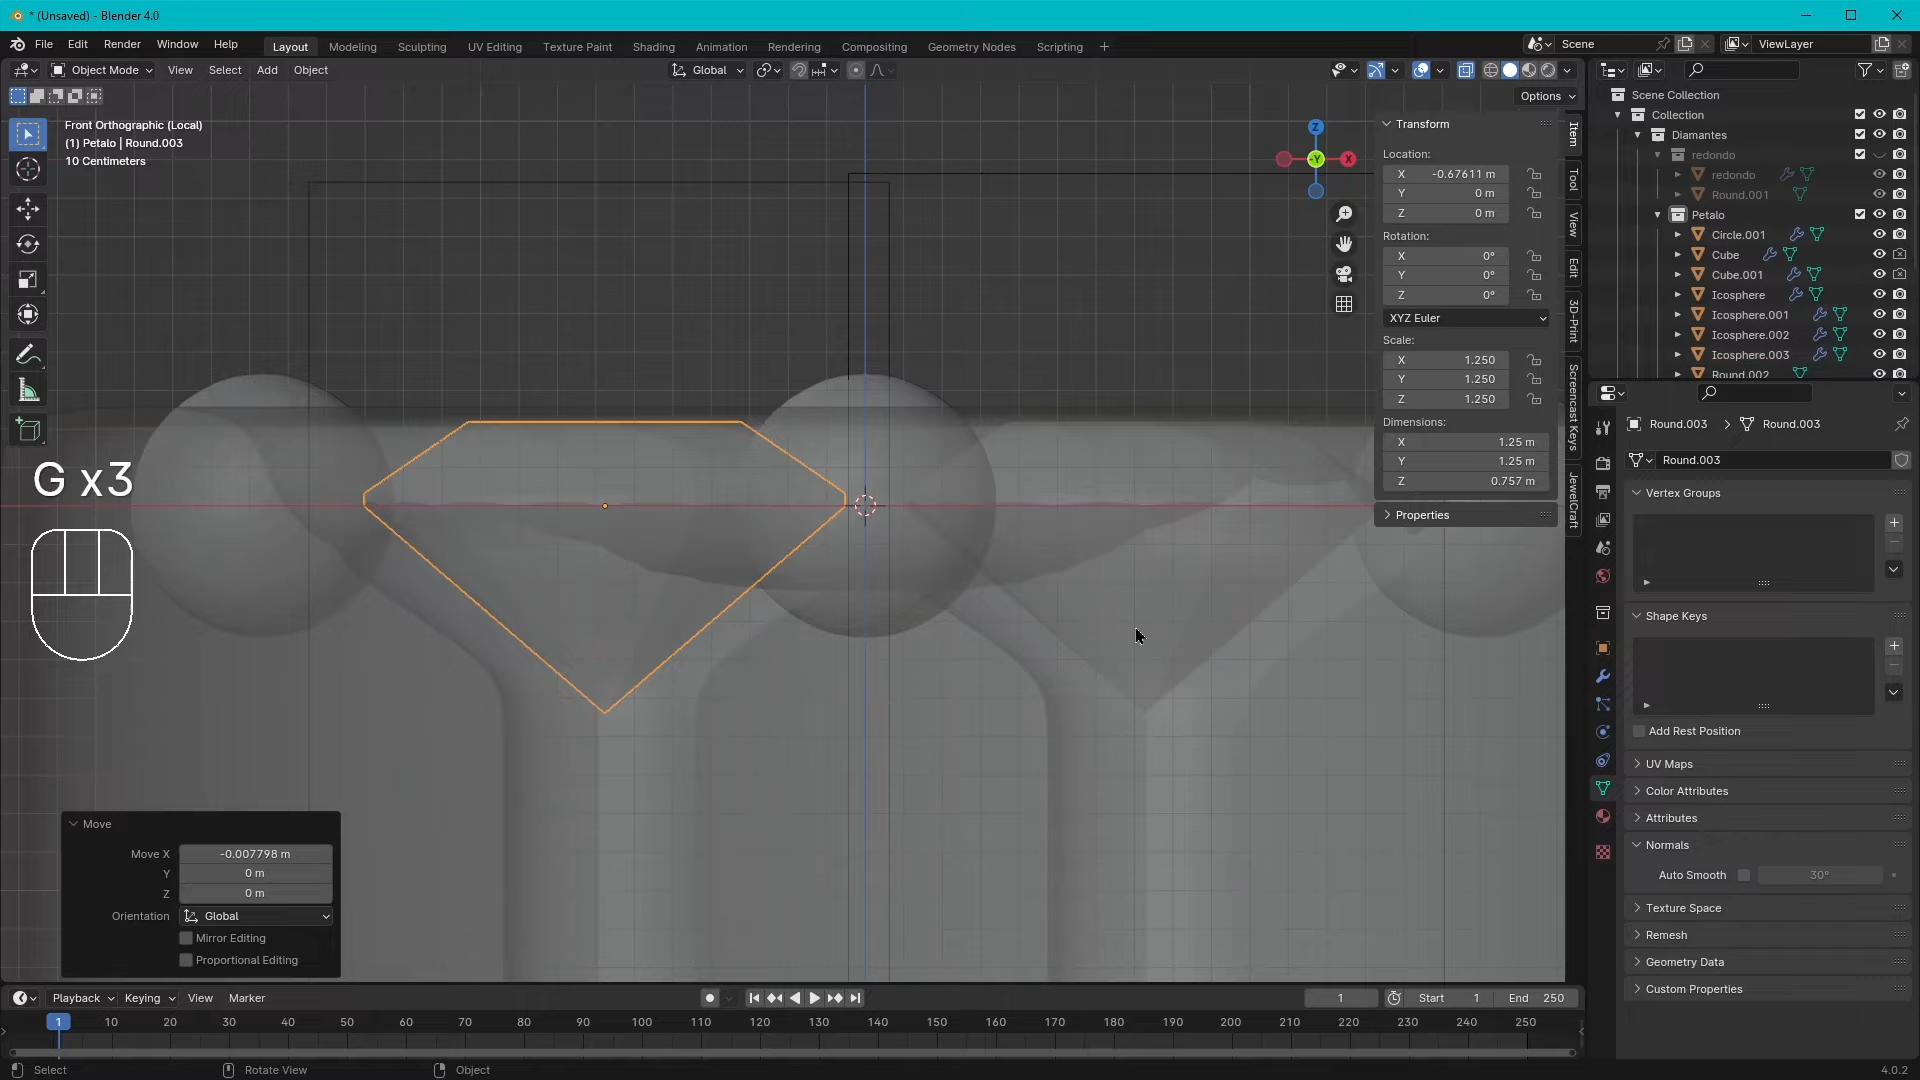 * (Unsaved) - Blender 4.0
File Edit Render Window Help
Layout Modeling Sculpting UV Editing Texture Paint Shading Animation Rendering Compositing Geometry Nodes Scripting +
Scene
ViewLayer
Object Mode View Select Add Object
Global
Options
Front Orthographic (Local)
(1) Petalo | Round.003
10 Centimeters
Z
X
-Y
G x3
Transform
Location:
X -0.67611 m
Y 0 m
Z 0 m
Rotation:
X 0°
Y 0°
Z 0°
XYZ Euler
Scale:
X 1.250
Y 1.250
Z 1.250
Dimensions:
X 1.25 m
Y 1.25 m
Z 0.757 m
Properties
Item
Tool
View
Edit
3D-Print
Screencast Keys
JewelCraft
Scene Collection
Collection
Diamantes
redondo
redondo
Round.001
Petalo
Circle.001
Cube
Cube.001
Icosphere
Icosphere.001
Icosphere.002
Icosphere.003
Round.002
Round.003 > Round.003
Round.003
Vertex Groups
Shape Keys
Add Rest Position
UV Maps
Color Attributes
Attributes
Normals
Auto Smooth 30°
Texture Space
Remesh
Geometry Data
Custom Properties
Move
Move X -0.007798 m
Y 0 m
Z 0 m
Orientation Global
Mirror Editing
Proportional Editing
Playback Keying View Marker
1 Start 1 End 250
1 10 20 30 40 50 60 70 80 90 100 110 120 130 140 150 160 170 180 190 200 210 220 230 240 250
Select Rotate View Object 4.0.2